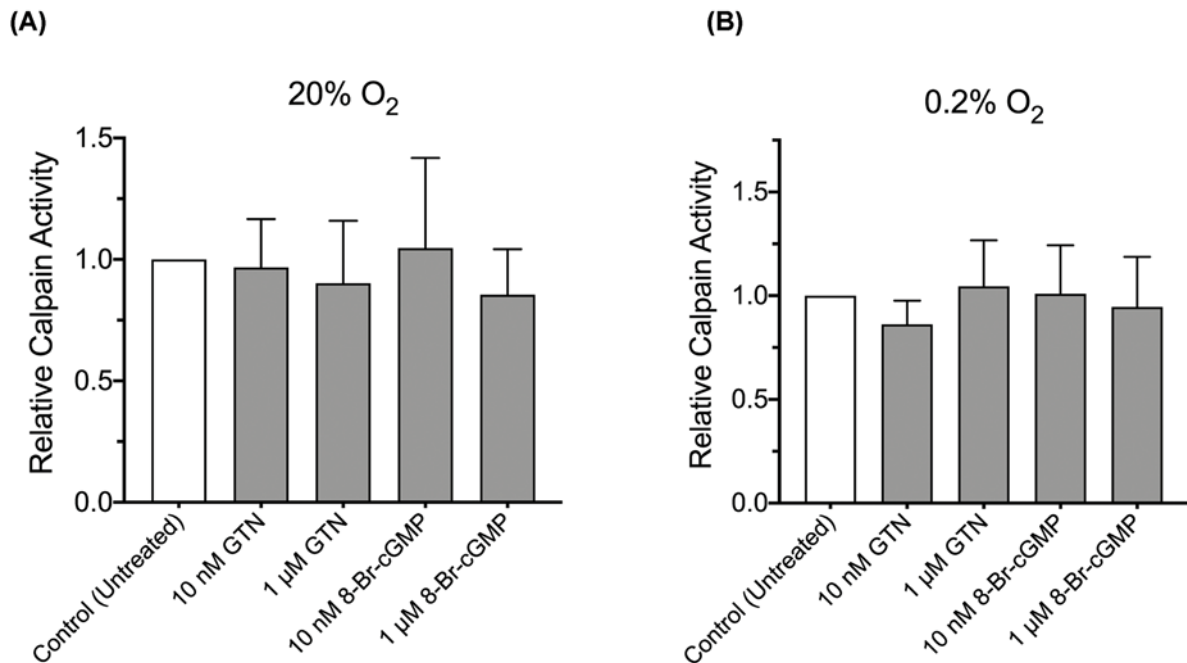 (A)
20% O₂
Relative Calpain Activity
1.5
1.0
0.5
0.0
Control (Untreated)
10 nM GTN
1 µM GTN
10 nM 8-Br-cGMP
1 µM 8-Br-cGMP
(B)
0.2% O₂
Relative Calpain Activity
1.5
1.0
0.5
0.0
Control (Untreated)
10 nM GTN
1 µM GTN
10 nM 8-Br-cGMP
1 µM 8-Br-cGMP